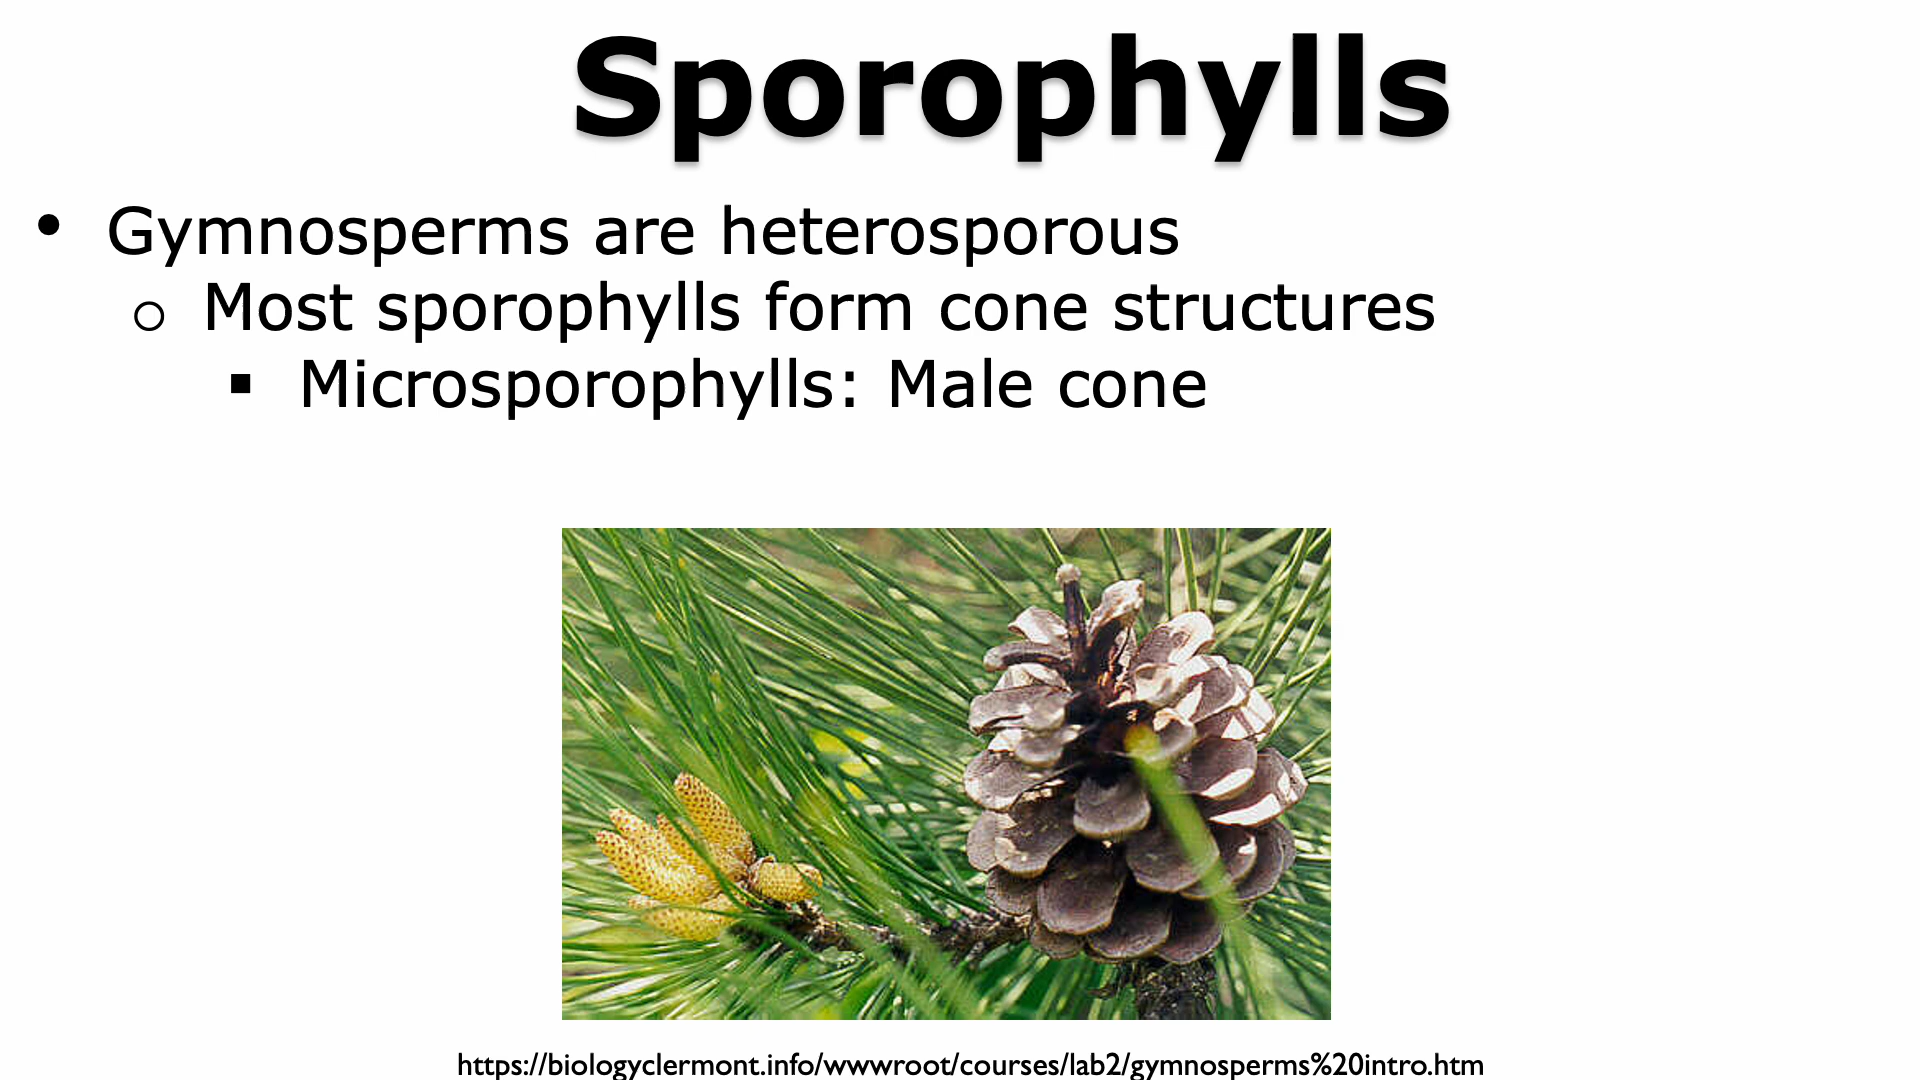 Sporophylls
• Gymnosperms are heterosporous
o Most sporophylls form cone structures
▪ Microsporophylls: Male cone
https://biologyclermont.info/wwwroot/courses/lab2/gymnosperms%20intro.htm